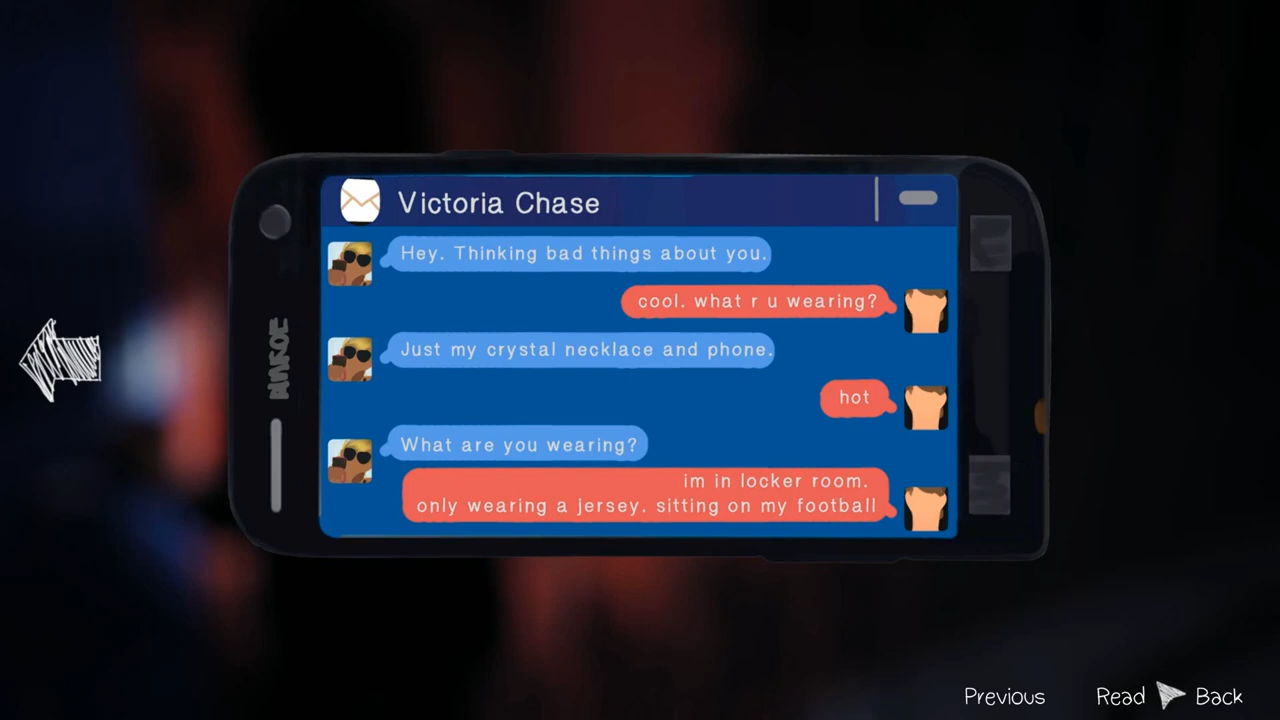 Victoria Chase
Hey. Thinking bad things about you.
cool. what r u wearing?
Just my crystal necklace and phone.
hot
What are you wearing?
im in locker room.
only wearing a jersey. sitting on my football
Previous
Read
Back